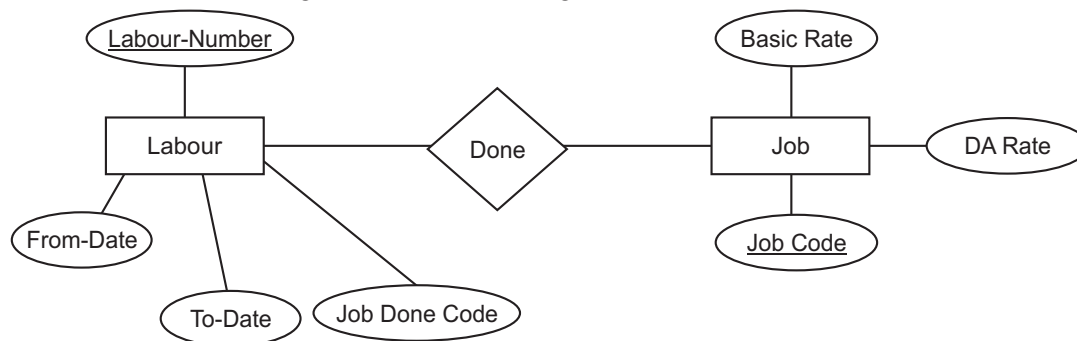 Labour-Number
Basic Rate
Labour
Done
Job
DA Rate
From-Date
Job Code
To-Date
Job Done Code